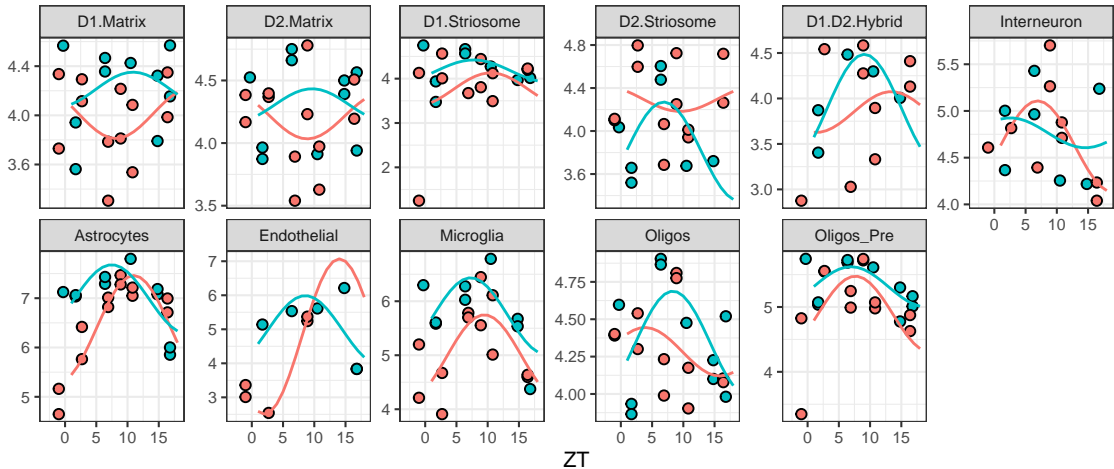 D1.Matrix D2.Matrix D1.Striosome D2.Striosome D1.D2.Hybrid Interneuron
4.4 4.0 3.6
4.5 4.0 3.5
4 3 2
4.8 4.4 4.0 3.6
4.5 4.0 3.5 3.0
5.5 5.0 4.5 4.0
0 5 10 15
Astrocytes Endothelial Microglia Oligos Oligos_Pre
7 6 5
7 6 5 4 3
6 5 4
4.75 4.50 4.25 4.00
5 4
0 5 10 15 0 5 10 15 0 5 10 15 0 5 10 15 0 5 10 15
ZT